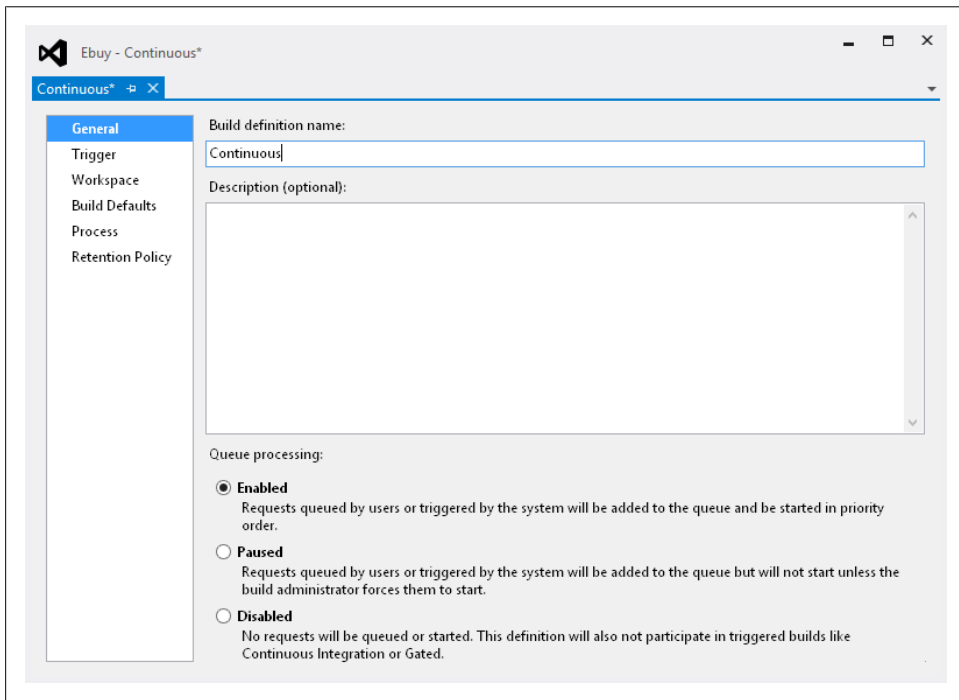 Ebuy - Continuous*
Continuous*
General
Trigger
Workspace
Build Defaults
Process
Retention Policy
Build definition name:
Continuous
Description (optional):
Queue processing:
Enabled
Requests queued by users or triggered by the system will be added to the queue and be started in priority
order.
Paused
Requests queued by users or triggered by the system will be added to the queue but will not start unless the
build administrator forces them to start.
Disabled
No requests will be queued or started. This definition will also not participate in triggered builds like
Continuous Integration or Gated.